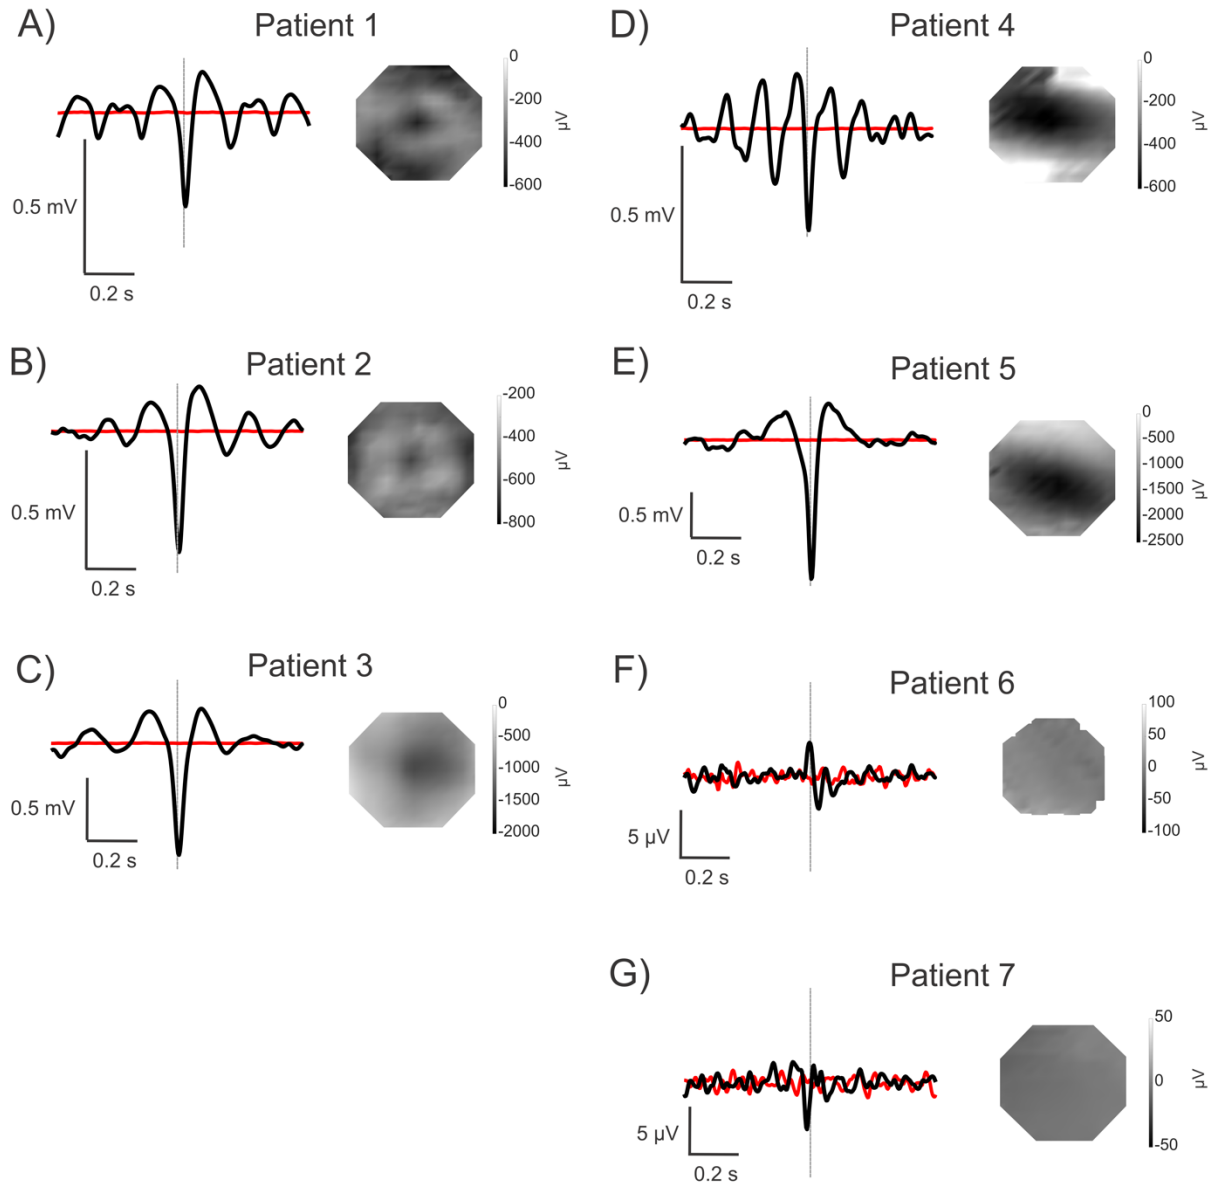 A) Patient 1
0
-200
-400
-600
µV
0.5 mV
0.2 s
B) Patient 2
-200
-400
-600
-800
µV
0.5 mV
0.2 s
C) Patient 3
0
-500
-1000
-1500
-2000
µV
0.5 mV
0.2 s
D) Patient 4
0
-200
-400
-600
µV
0.5 mV
0.2 s
E) Patient 5
0
-500
-1000
-1500
-2000
-2500
µV
0.5 mV
0.2 s
F) Patient 6
100
50
0
-50
-100
µV
5 µV
0.2 s
G) Patient 7
50
0
-50
µV
5 µV
0.2 s